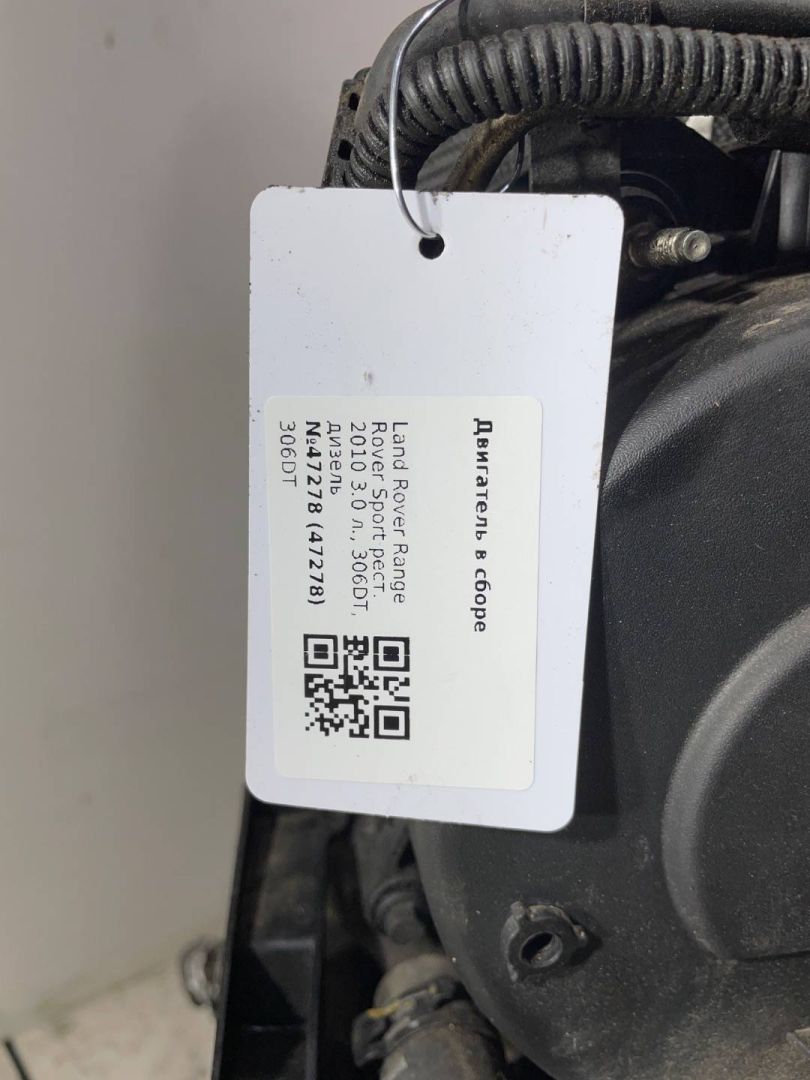 Двигатель в сборе
Land Rover Range
Rover Sport рест.
2010 3.0 л., 306DT,
дизель
№47278 (47278)
306DT